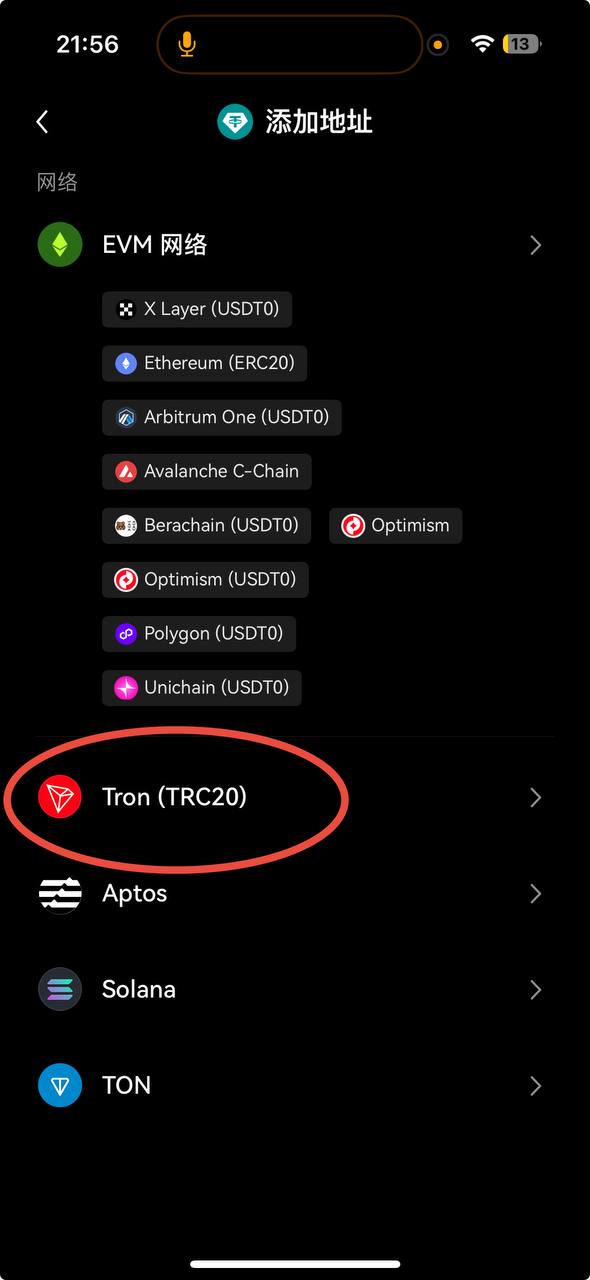 21:56
13
添加地址
网络
EVM 网络
X Layer (USDT0)
Ethereum (ERC20)
Arbitrum One (USDT0)
Avalanche C-Chain
Berachain (USDT0)
Optimism
Optimism (USDT0)
Polygon (USDT0)
Unichain (USDT0)
Tron (TRC20)
Aptos
Solana
TON